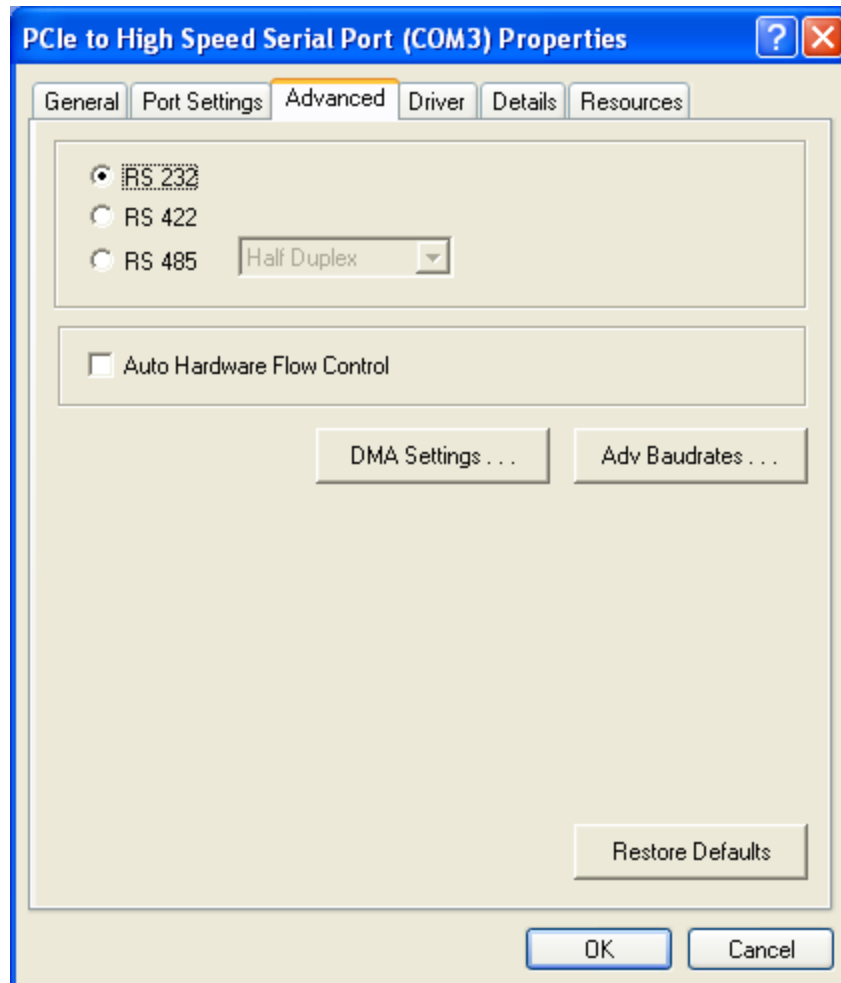 PCIe to High Speed Serial Port (COM3) Properties
General Port Settings Advanced Driver Details Resources
RS 232
RS 422
RS 485 Half Duplex
Auto Hardware Flow Control
DMA Settings . . . Adv Baudrates . . .
Restore Defaults
OK Cancel